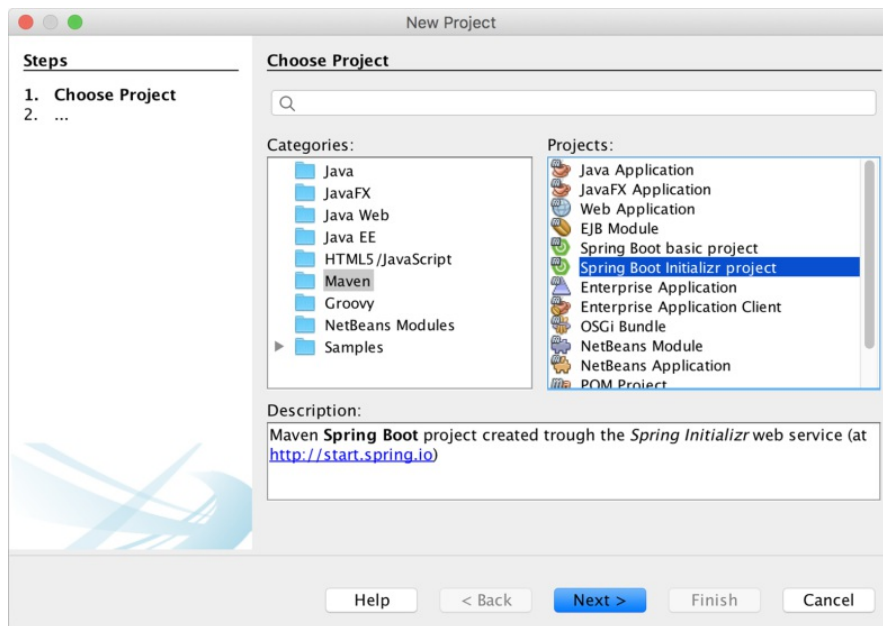 New Project
Steps
1. Choose Project
2. ...
Choose Project
Categories:
Java
JavaFX
Java Web
Java EE
HTML5/JavaScript
Maven
Groovy
NetBeans Modules
Samples
Projects:
Java Application
JavaFX Application
Web Application
EJB Module
Spring Boot basic project
Spring Boot Initializr project
Enterprise Application
Enterprise Application Client
OSGi Bundle
NetBeans Module
NetBeans Application
POM Project
Description:
Maven Spring Boot project created trough the Spring Initializr web service (at
http://start.spring.io)
Help
< Back
Next >
Finish
Cancel